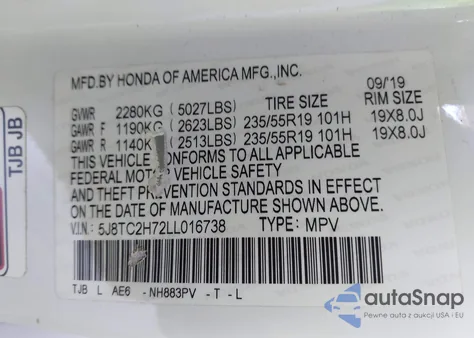 MFD.BY HONDA OF AMERICA MFG.,INC. 09/'19
GVWR 2280KG (5027LBS) TIRE SIZE RIM SIZE
GAWR F 1190KG (2623LBS) 235/55R19 101H 19X8.0J
GAWR R 1140KG (2513LBS) 235/55R19 101H 19X8.0J
THIS VEHICLE CONFORMS TO ALL APPLICABLE
FEDERAL MOTOR VEHICLE SAFETY
AND THEFT PREVENTION STANDARDS IN EFFECT
ON THE DATE OF MANUFACTURE SHOWN ABOVE.
V.I.N: 5J8TC2H72LL016738 TYPE: MPV
TJB L AE6 -NH883PV -T -L
TJB JB
autoSnap
Pewne auta z aukcji USA i EU